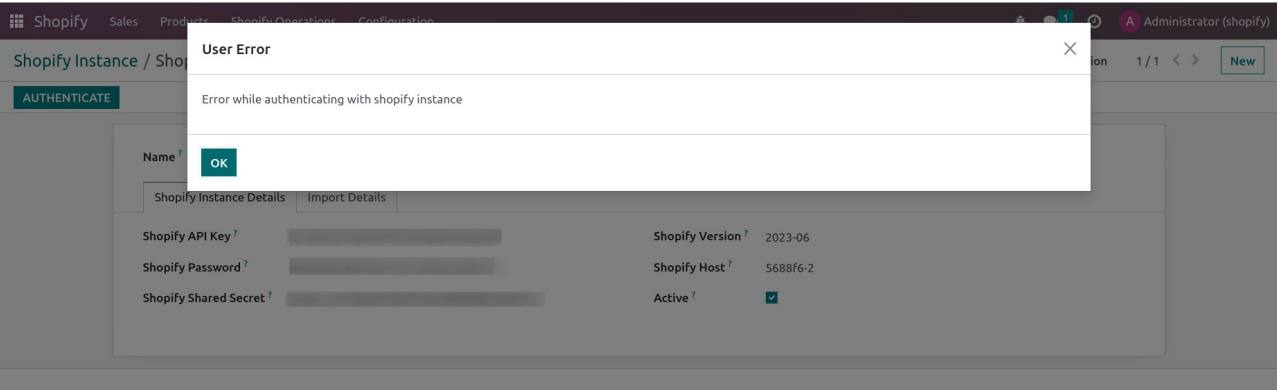 Shopify Sales Products Shopify Operations Configuration 1 A Administrator (shopify)
Shopify Instance / Shop ion 1 / 1 New
AUTHENTICATE
User Error
Error while authenticating with shopify instance
OK
Name ?
Shopify Instance Details Import Details
Shopify API Key ? Shopify Version ? 2023-06
Shopify Password ? Shopify Host ? 5688f6-2
Shopify Shared Secret ? Active ?